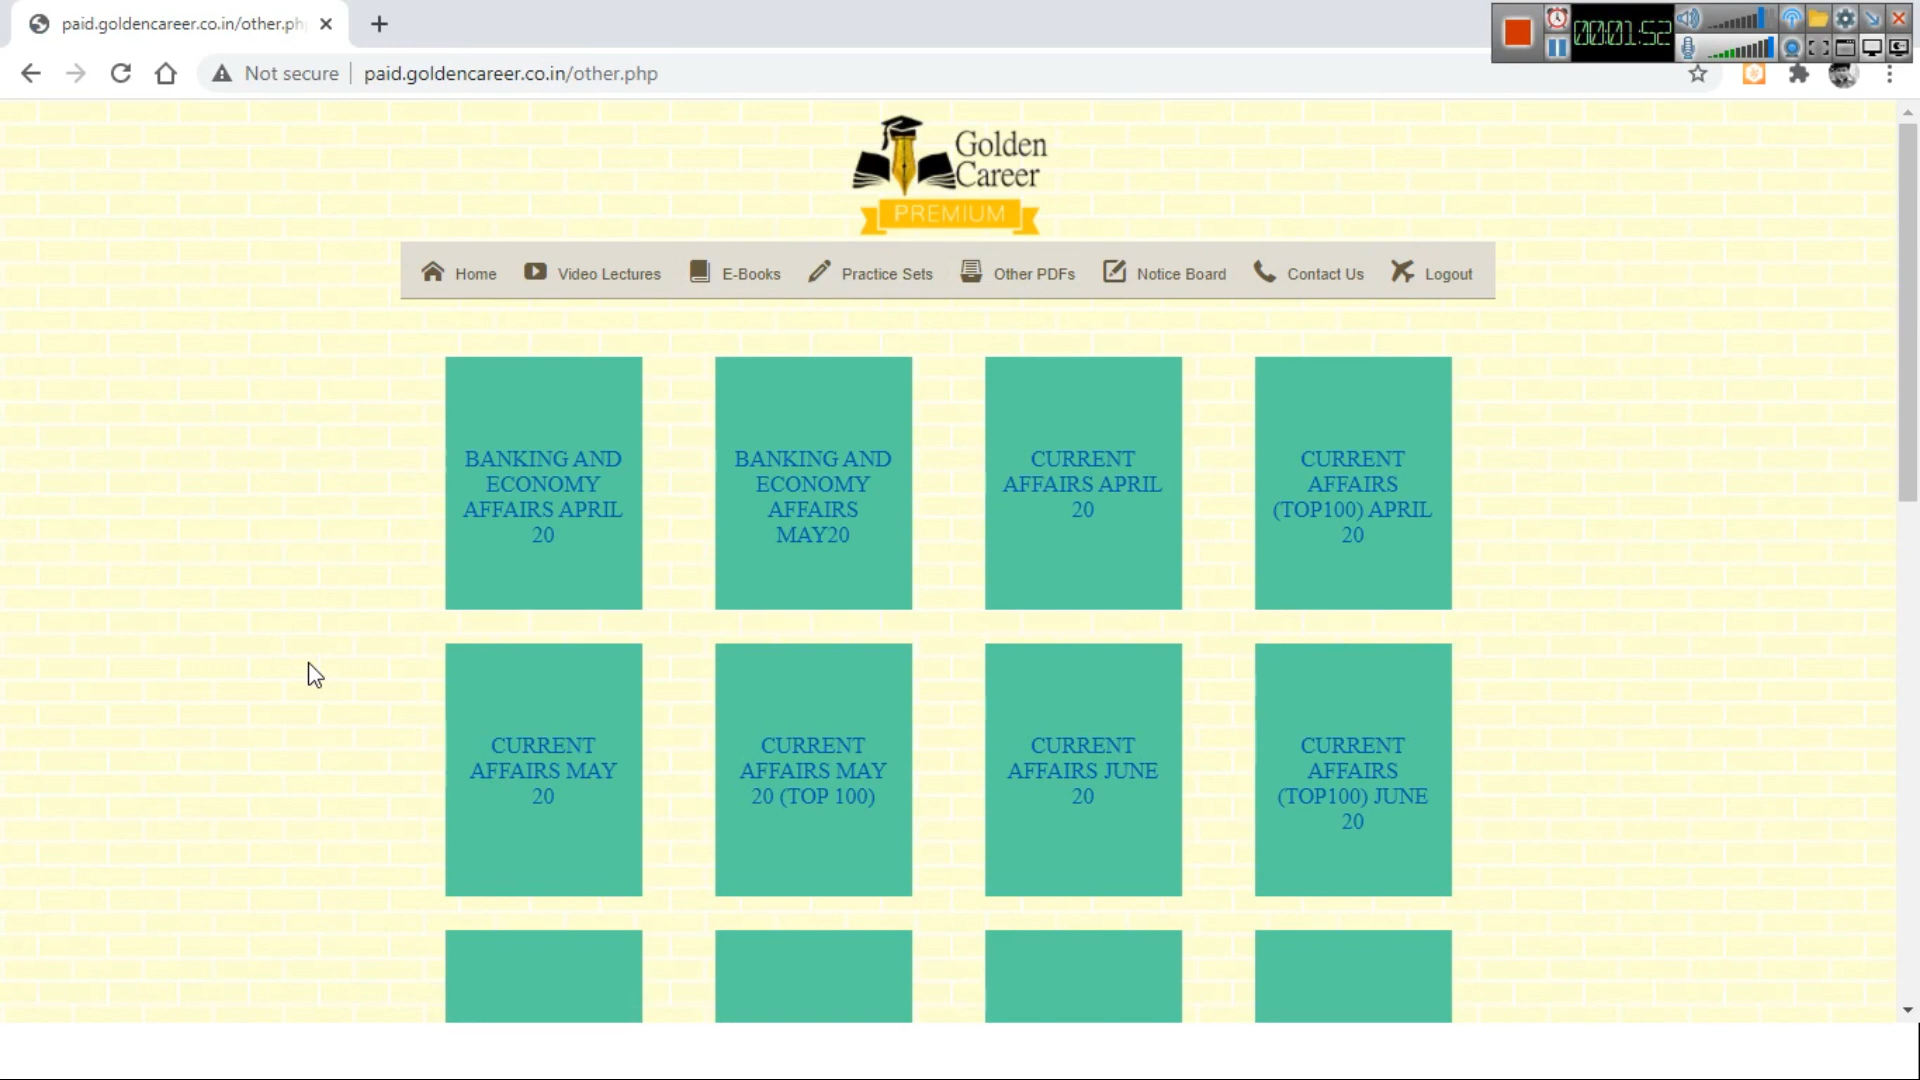 paid.goldencareer.co.in/other.ph
00:01:52
Not secure
paid.goldencareer.co.in/other.php
Golden
Career
PREMIUM
Home Video Lectures E-Books Practice Sets Other PDFs Notice Board Contact Us Logout
BANKING AND
ECONOMY
AFFAIRS APRIL
20
BANKING AND
ECONOMY
AFFAIRS
MAY20
CURRENT
AFFAIRS APRIL
20
CURRENT
AFFAIRS
(TOP100) APRIL
20
CURRENT
AFFAIRS MAY
20
CURRENT
AFFAIRS MAY
20 (TOP 100)
CURRENT
AFFAIRS JUNE
20
CURRENT
AFFAIRS
(TOP100) JUNE
20